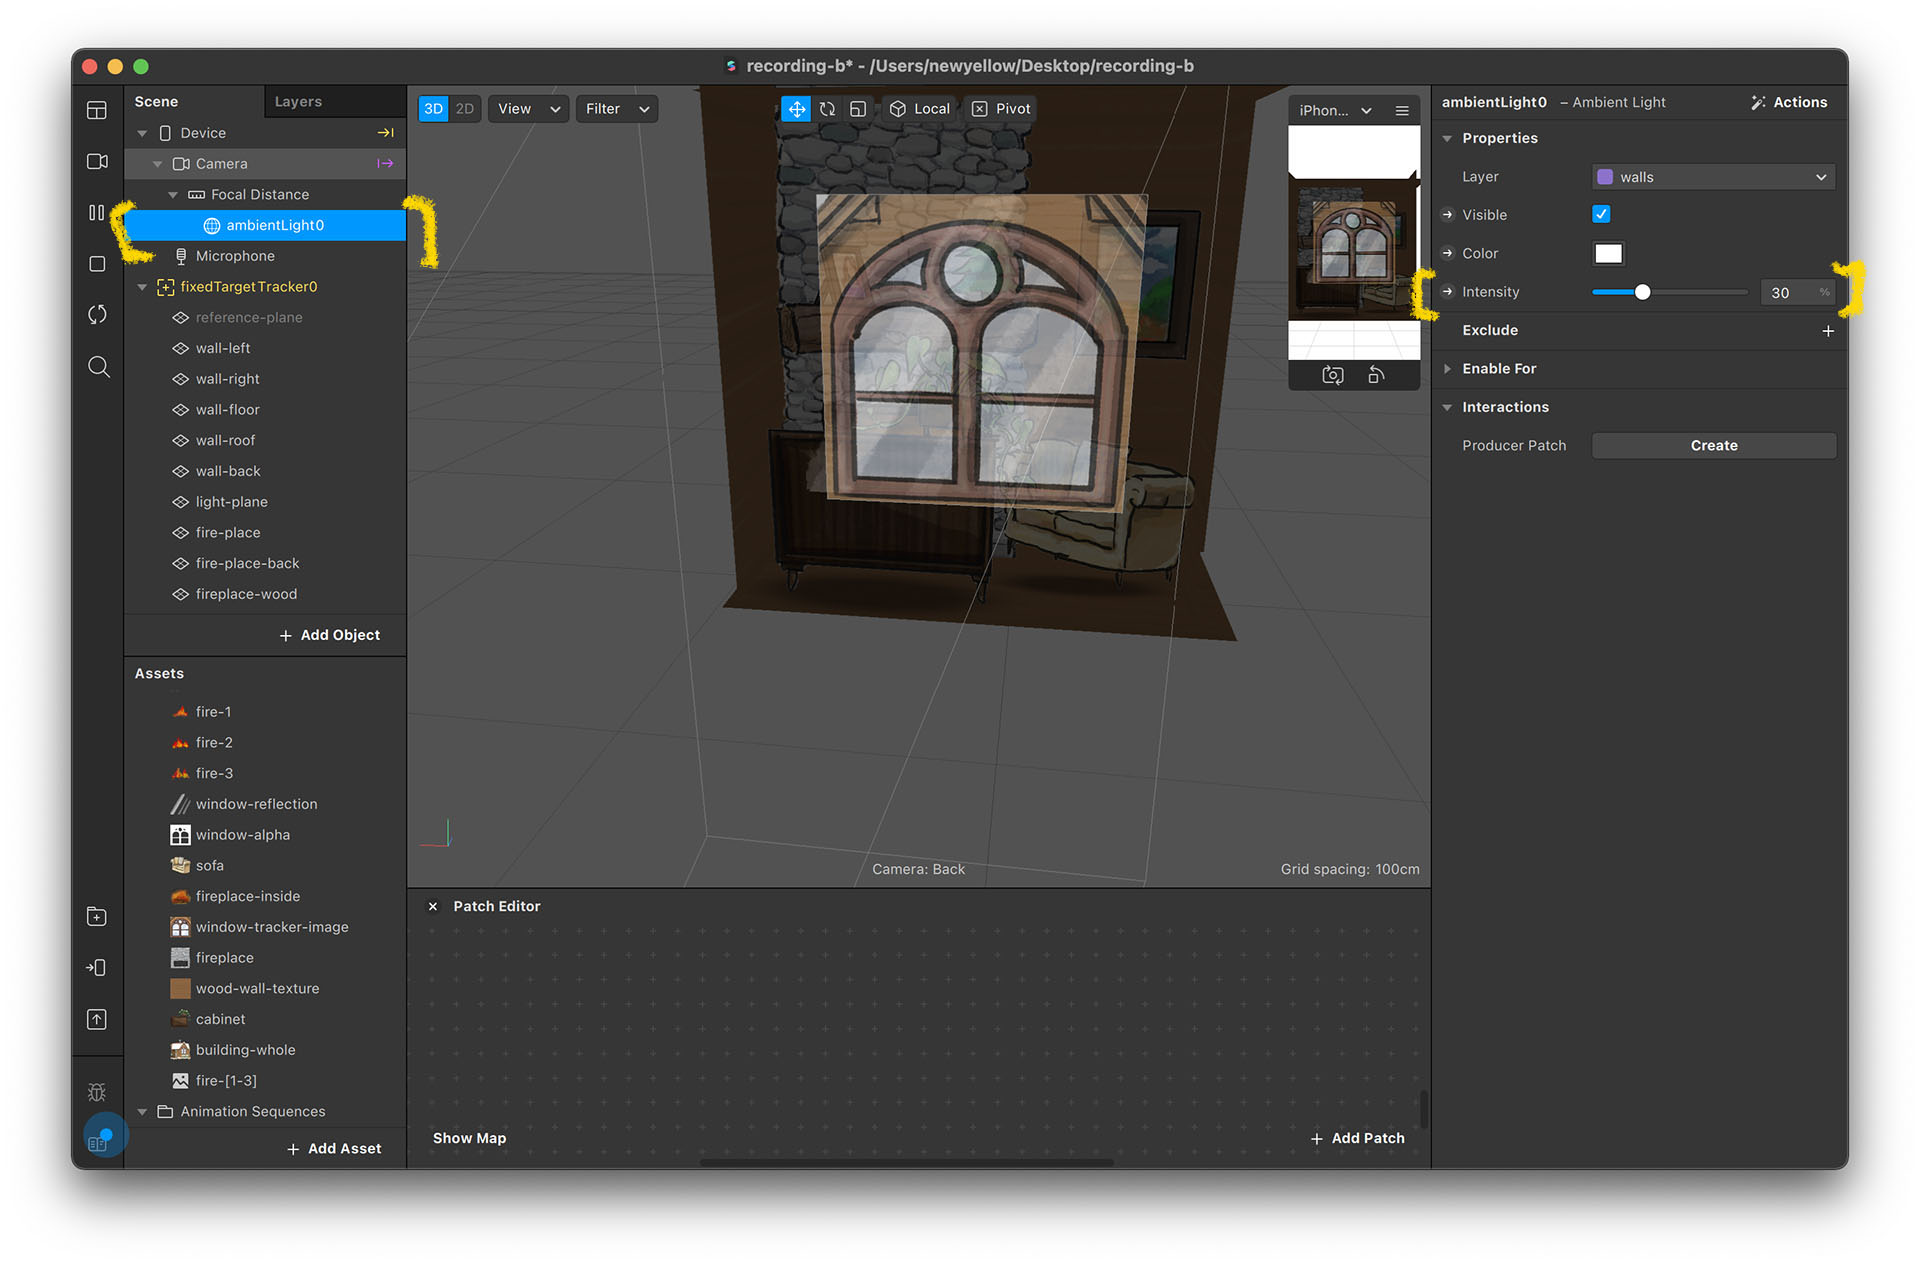 recording-b* - /Users/newyellow/Desktop/recording-b
Scene
Layers
Device
Camera
Focal Distance
ambientLight0
Microphone
fixedTargetTracker0
reference-plane
wall-left
wall-right
wall-floor
wall-roof
wall-back
light-plane
fire-place
fire-place-back
fireplace-wood
+ Add Object
Assets
fire-1
fire-2
fire-3
window-reflection
window-alpha
sofa
fireplace-inside
window-tracker-image
fireplace
wood-wall-texture
cabinet
building-whole
fire-[1-3]
Animation Sequences
+ Add Asset
3D 2D View Filter
Local Pivot
iPhon...
Camera: Back
Grid spacing: 100cm
Patch Editor
Show Map
+ Add Patch
ambientLight0 – Ambient Light Actions
Properties
Layer walls
Visible
Color
Intensity 30 %
Exclude +
Enable For
Interactions
Producer Patch Create